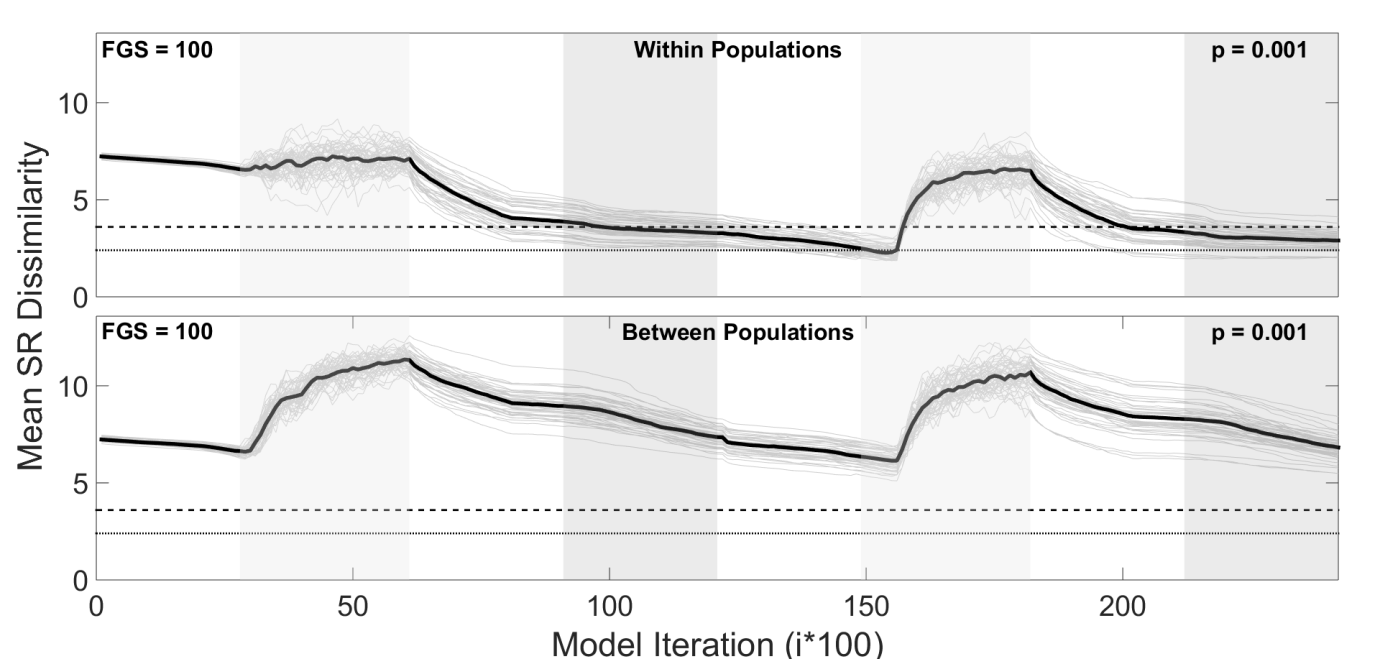 FGS = 100 Within Populations p = 0.001
10
5
0
FGS = 100 Between Populations p = 0.001
10
5
0
Mean SR Dissimilarity
0 50 100 150 200
Model Iteration (i*100)